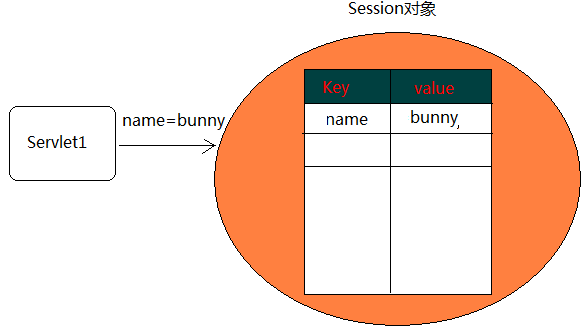 Session对象
Key value
name bunny,
name=bunny
Servlet1